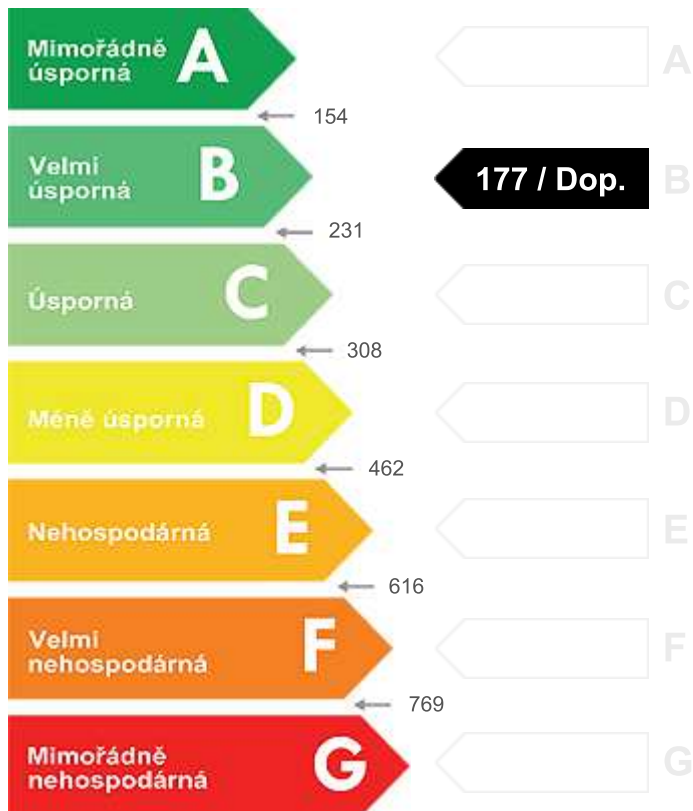 Mimořádně
úsporná
A
A
154
Velmi
úsporná
B
177 / Dop.
B
231
Úsporná
C
C
308
Méně úsporná
D
D
462
Nehospodárná
E
E
616
Velmi
nehospodárná
F
F
769
Mimořádně
nehospodárná
G
G